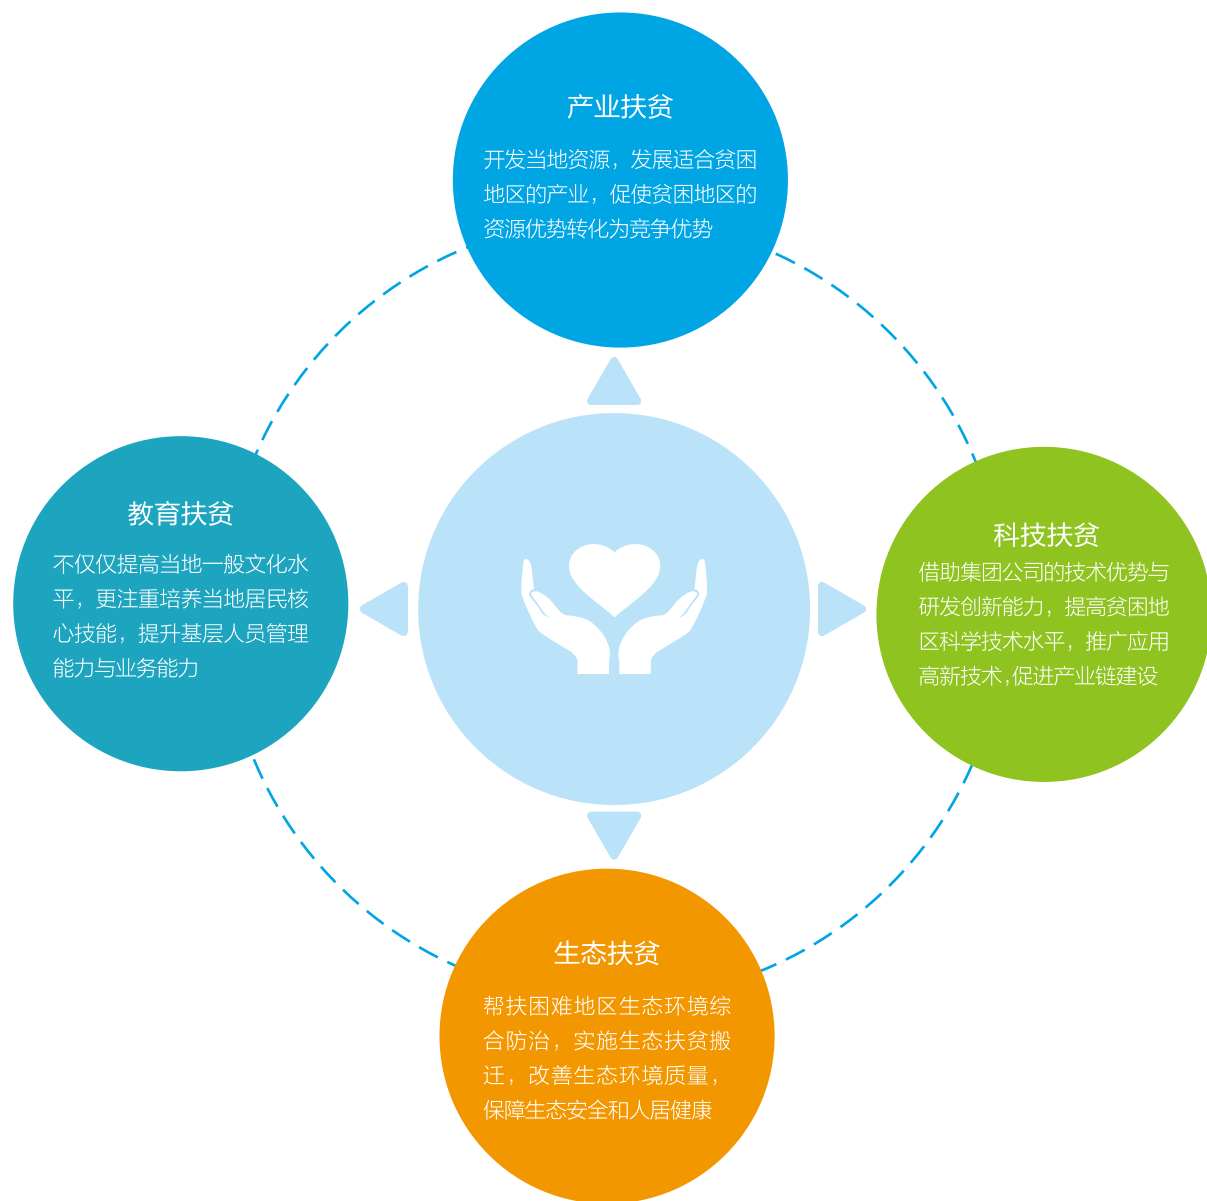 产业扶贫
开发当地资源，发展适合贫困
地区的产业，促使贫困地区的
资源优势转化为竞争优势
教育扶贫
不仅仅提高当地一般文化水
平，更注重培养当地居民核
心技能，提升基层人员管理
能力与业务能力
科技扶贫
借助集团公司的技术优势与
研发创新能力，提高贫困地
区科学技术水平，推广应用
高新技术,促进产业链建设
生态扶贫
帮扶困难地区生态环境综
合防治，实施生态扶贫搬
迁，改善生态环境质量，
保障生态安全和人居健康